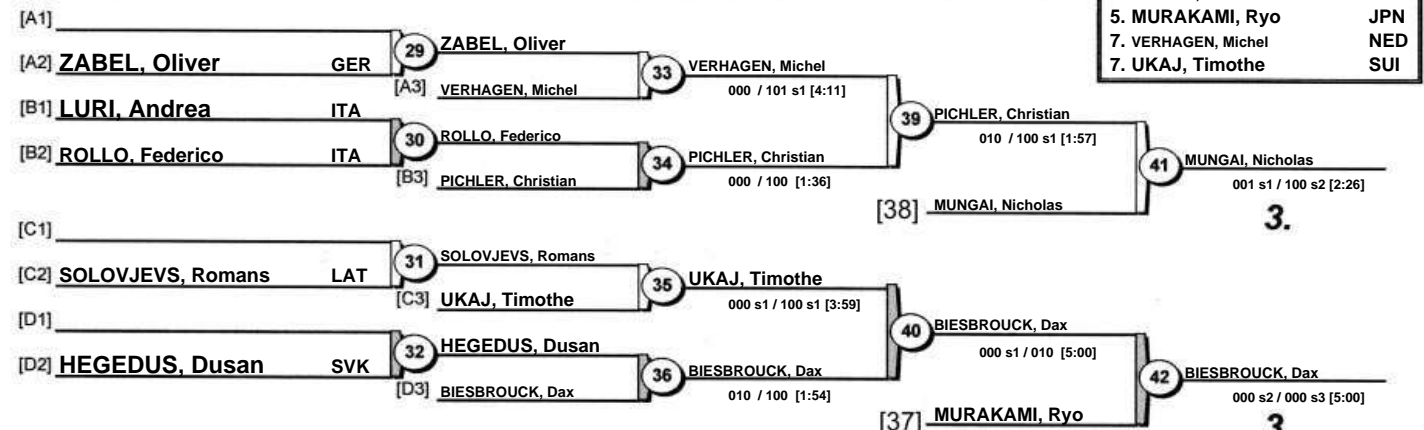 5. MURAKAMI, Ryo JPN
7. VERHAGEN, Michel NED
7. UKAJ, Timothe SUI
[A1]
[A2] ZABEL, Oliver GER
29 ZABEL, Oliver
[A3] VERHAGEN, Michel
33 VERHAGEN, Michel
000 / 101 s1 [4:11]
[B1] LURI, Andrea ITA
[B2] ROLLO, Federico ITA
30 ROLLO, Federico
[B3] PICHLER, Christian
34 PICHLER, Christian
000 / 100 [1:36]
39 PICHLER, Christian
010 / 100 s1 [1:57]
[38] MUNGAI, Nicholas
41 MUNGAI, Nicholas
001 s1 / 100 s2 [2:26]
3.
[C1]
[C2] SOLOVJEVS, Romans LAT
31 SOLOVJEVS, Romans
[C3] UKAJ, Timothe
35 UKAJ, Timothe
000 s1 / 100 s1 [3:59]
[D1]
[D2] HEGEDUS, Dusan SVK
32 HEGEDUS, Dusan
[D3] BIESBROUCK, Dax
36 BIESBROUCK, Dax
010 / 100 [1:54]
40 BIESBROUCK, Dax
000 s1 / 010 [5:00]
[37] MURAKAMI, Ryo
42 BIESBROUCK, Dax
000 s2 / 000 s3 [5:00]
3